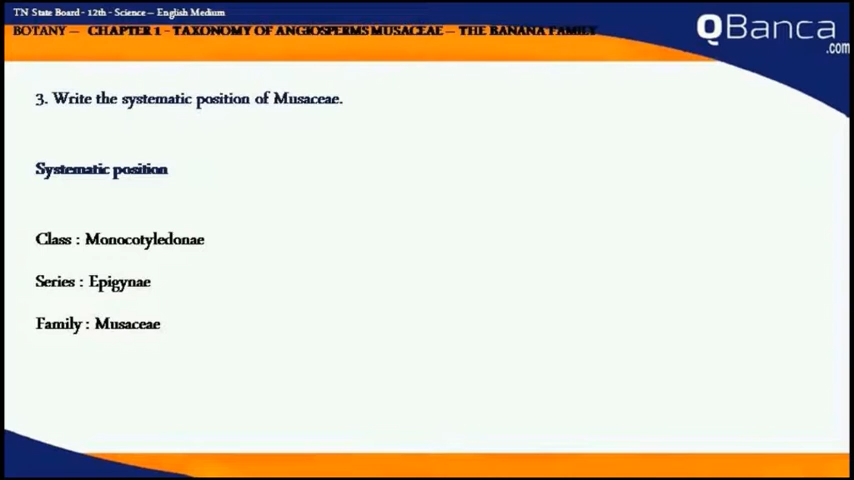 TN State Board - 12th - Science – English Medium
BOTANY – CHAPTER 1 - TAXONOMY OF ANGIOSPERMS MUSACEAE – THE BANANA FAMILY
QBanca
.com
3. Write the systematic position of Musaceae.
Systematic position
Class : Monocotyledonae
Series : Epigynae
Family : Musaceae